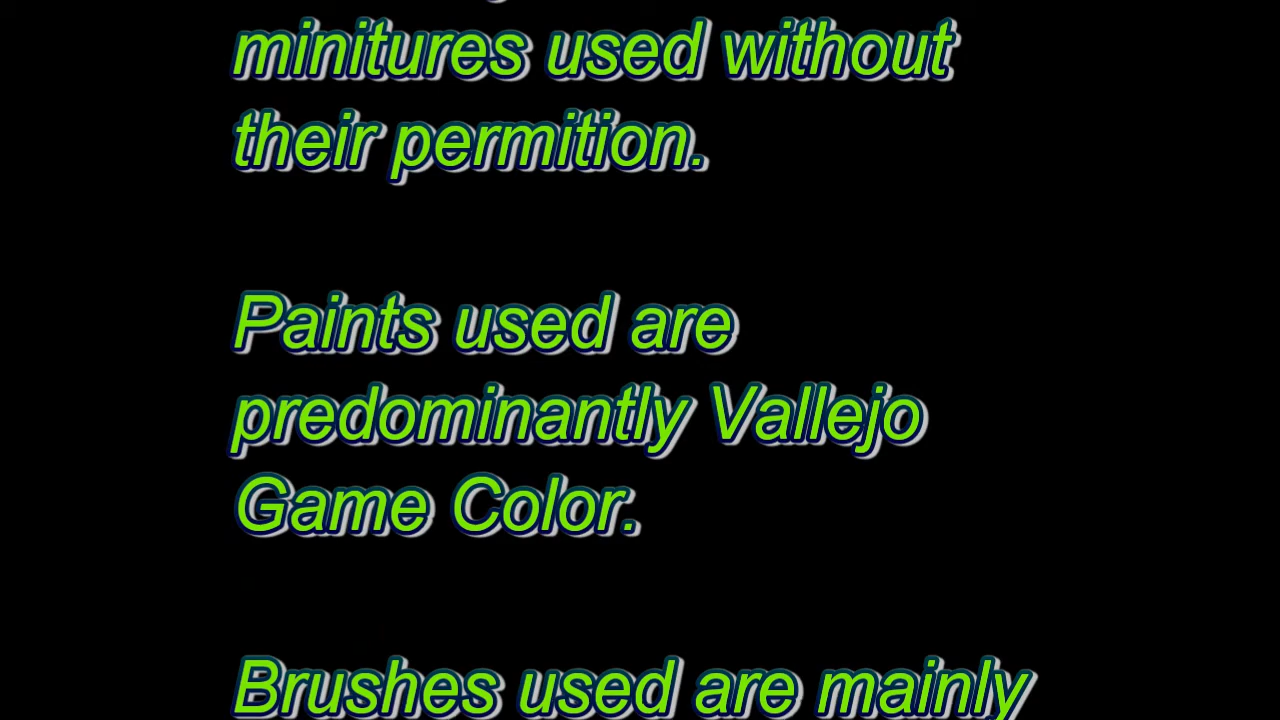 minitures used without
their permition.
Paints used are
predominantly Vallejo
Game Color.
Brushes used are mainly